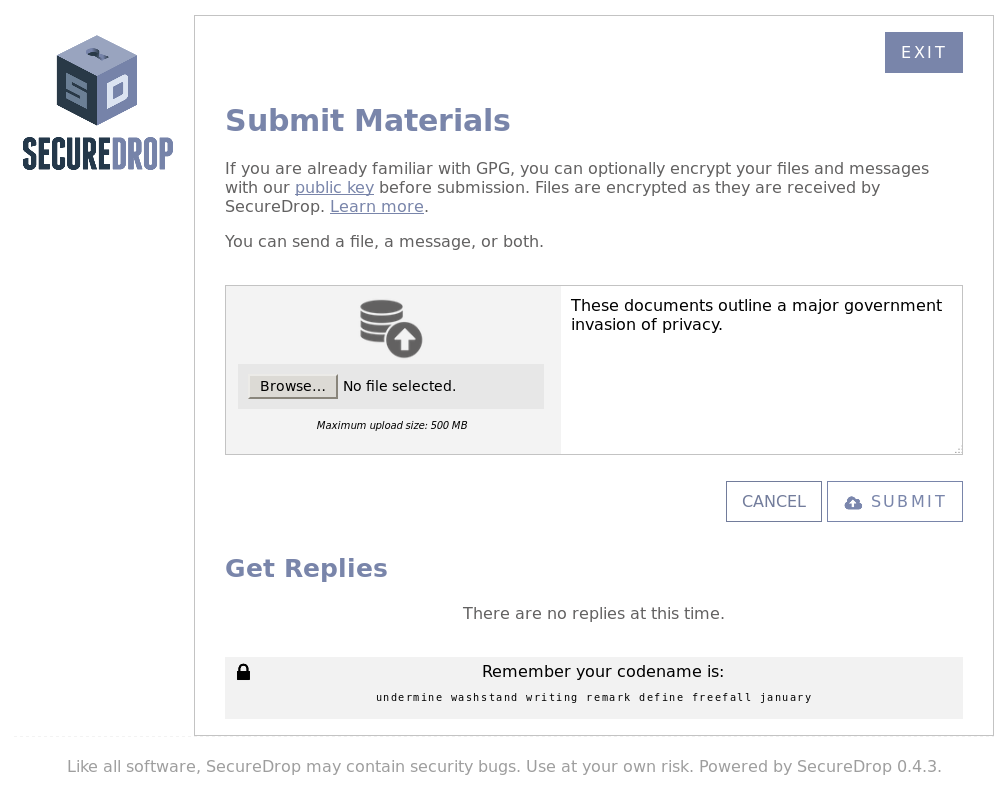 SD
SECUREDROP
EXIT
Submit Materials
If you are already familiar with GPG, you can optionally encrypt your files and messages
with our public key before submission. Files are encrypted as they are received by
SecureDrop. Learn more.
You can send a file, a message, or both.
Browse... No file selected.
Maximum upload size: 500 MB
These documents outline a major government
invasion of privacy.
CANCEL
SUBMIT
Get Replies
There are no replies at this time.
Remember your codename is:
undermine washstand writing remark define freefall january
Like all software, SecureDrop may contain security bugs. Use at your own risk. Powered by SecureDrop 0.4.3.